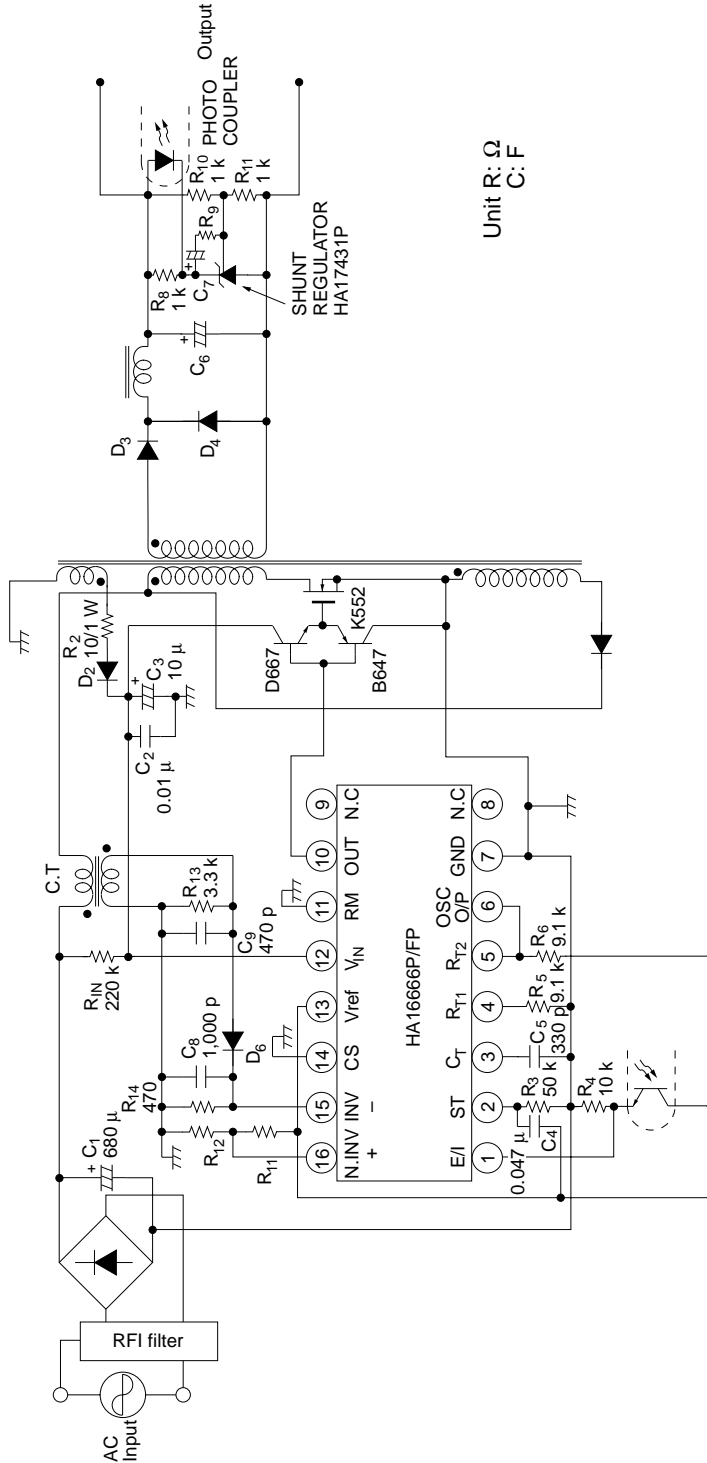 AC
Input
RFI filter
C1
680 μ
+
RIN
220 k
C.T
R14
470
C8
1,000 p
R12
R11
D6
C9
470 p
R13
3.3 k
C2
0.01 μ
C3
10 μ
+
D2
R2
10/1 W
D667
B647
K552
D3
D4
C6
+
R8
1 k
C7
+
R9
R10
1 k
R11
1 k
PHOTO
COUPLER
Output
SHUNT
REGULATOR
HA17431P
Unit R: Ω
C: F
16
15
14
13
12
11
10
9
N.INV
+
INV
−
CS
Vref
VIN
RM
OUT
N.C
HA16666P/FP
E/I
ST
CT
RT1
RT2
OSC
O/P
GND
N.C
1
2
3
4
5
6
7
8
0.047 μ
C4
R3
50 k
R4
10 k
C5
330 p
R5
9.1 k
R6
9.1 k